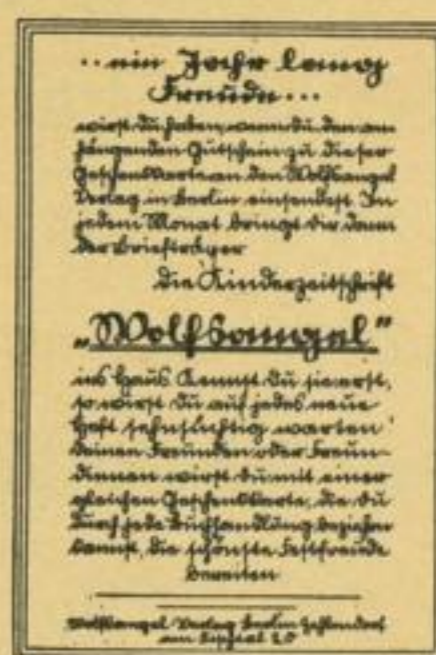 .. ein Jahr lang
Freude...
wirst Du haben, wenn Du den an
hängenden Gutschein zu dieser
Geschenkkarte an den Wolfsangel
Verlag in Berlin einsendest. In
jedem Monat bringt dir dann
der Briefträger
die Kinderzeitschrift
„Wolfsangel”
ins Haus. Kennst Du sie erst,
so wirst Du auf jedes neue
Heft sehnsüchtig warten
Deinen Freunden oder Freun-
dinnen wirst du mit einer
gleichen Geschenkkarte, die Du
durch jede Buchhandlung beziehen
kannst, die schönste Festfreude
bereiten
Wolfsangel Verlag Berlin Zehlendorf
am Fischtal 20